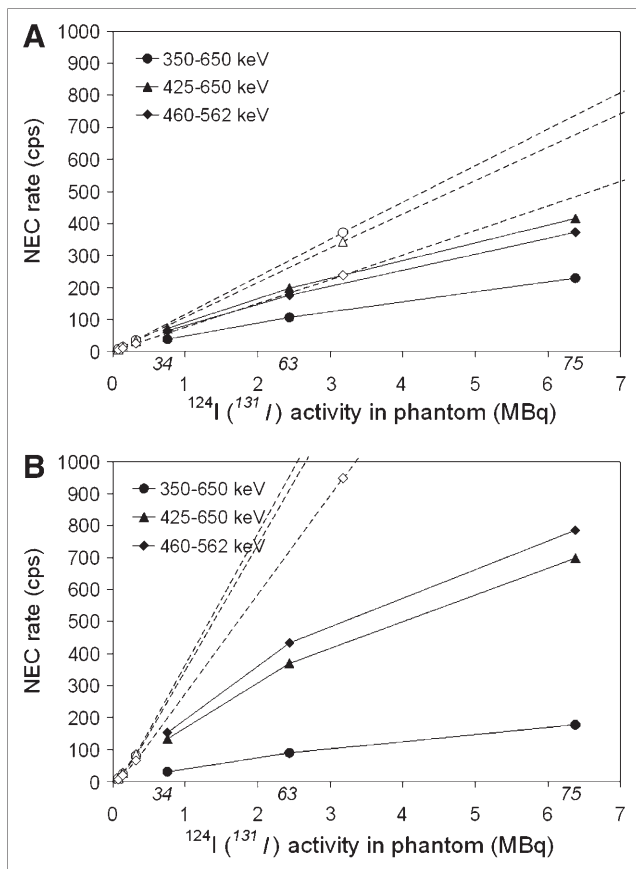 A
1000
900
800
700
600
500
400
300
200
100
0
NEC rate (cps)
350-650 keV
425-650 keV
460-562 keV
34 63 75
0 1 2 3 4 5 6 7
¹²⁴I (¹³¹I) activity in phantom (MBq)
B
1000
900
800
700
600
500
400
300
200
100
0
NEC rate (cps)
350-650 keV
425-650 keV
460-562 keV
34 63 75
0 1 2 3 4 5 6 7
¹²⁴I (¹³¹I) activity in phantom (MBq)